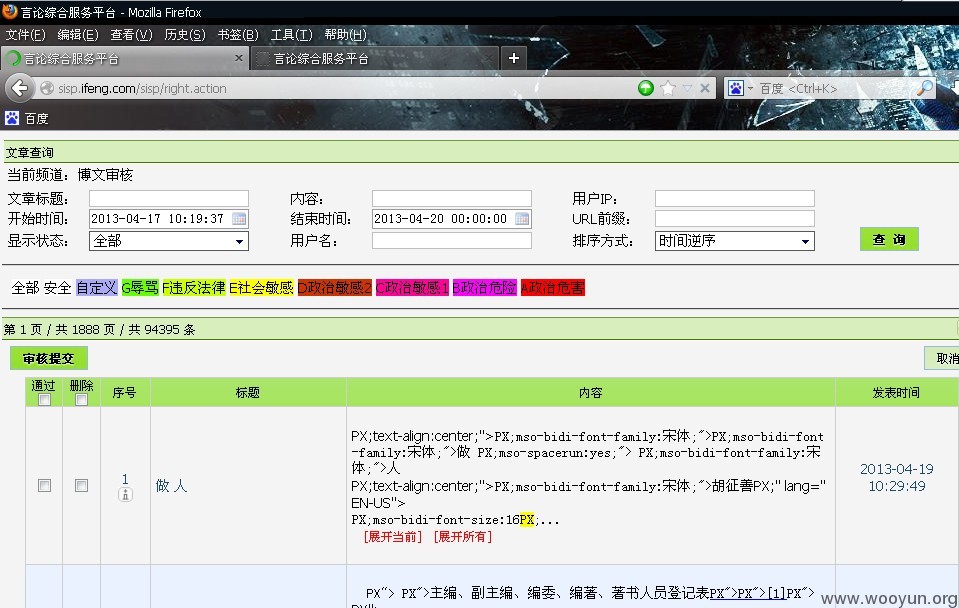 言论综合服务平台 - Mozilla Firefox
文件(F) 编辑(E) 查看(V) 历史(S) 书签(B) 工具(T) 帮助(H)
言论综合服务平台 × 言论综合服务平台 +
sisp.ifeng.com/sisp/right.action 百度 <Ctrl+K>
百度
文章查询
当前频道：博文审核
文章标题： 内容： 用户IP：
开始时间： 2013-04-17 10:19:37 结束时间： 2013-04-20 00:00:00 URL前缀：
显示状态： 全部 用户名： 排序方式： 时间逆序 查 询
全部 安全 自定义 G辱骂 F违反法律 E社会敏感 D政治敏感2 C政治敏感1 B政治危险 A政治危害
第 1 页 / 共 1888 页 / 共 94395 条
审核提交 取消
通过 删除 序号 标题 内容 发表时间
PX;text-align:center;">PX;mso-bidi-font-family:宋体;">PX;mso-bidi-font
-family:宋体;">做 PX;mso-spacerun:yes;"> PX;mso-bidi-font-family:宋
体;">人
PX;text-align:center;">PX;mso-bidi-font-family:宋体;">胡征善PX;" lang="
EN-US">
PX;mso-bidi-font-size:16PX;...
[展开当前] [展开所有]
1 做 人 2013-04-19
10:29:49
PX"> PX">主编、副主编、编委、编著、著书人员登记表PX">PX">[1]PX">
www.wooyun.org